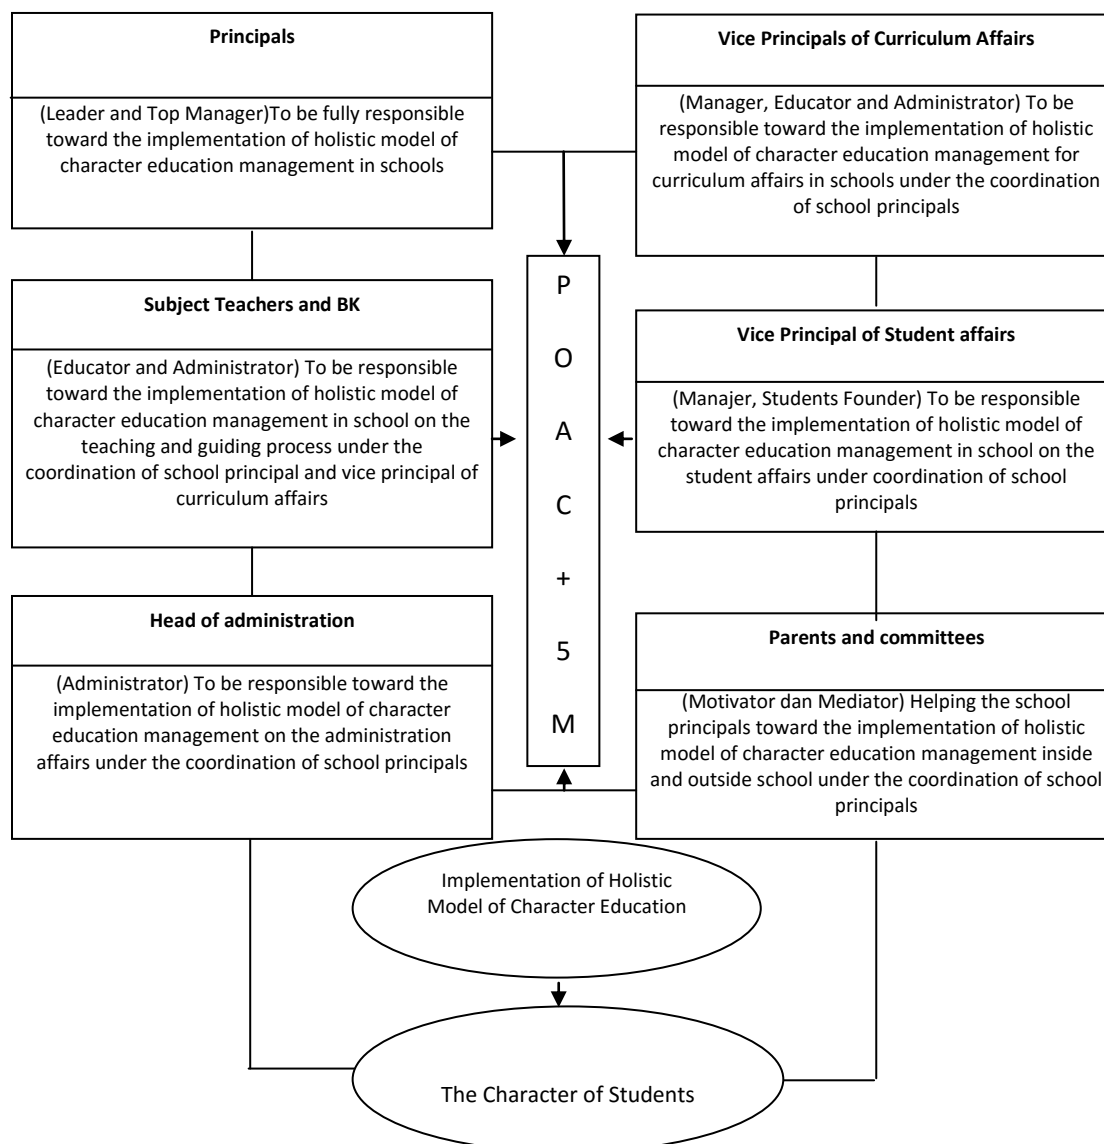 Principals
(Leader and Top Manager)To be fully responsible
toward the implementation of holistic model of
character education management in schools
Vice Principals of Curriculum Affairs
(Manager, Educator and Administrator) To be
responsible toward the implementation of holistic
model of character education management for
curriculum affairs in schools under the coordination
of school principals
Subject Teachers and BK
(Educator and Administrator) To be responsible
toward the implementation of holistic model of
character education management in school on the
teaching and guiding process under the
coordination of school principal and vice principal of
curriculum affairs
P
O
A
C
+
5
M
Vice Principal of Student affairs
(Manajer, Students Founder) To be responsible
toward the implementation of holistic model of
character education management in school on the
student affairs under coordination of school
principals
Head of administration
(Administrator) To be responsible toward the
implementation of holistic model of character
education management on the administration
affairs under the coordination of school principals
Parents and committees
(Motivator dan Mediator) Helping the school
principals toward the implementation of holistic
model of character education management inside
and outside school under the coordination of school
principals
Implementation of Holistic
Model of Character Education
The Character of Students